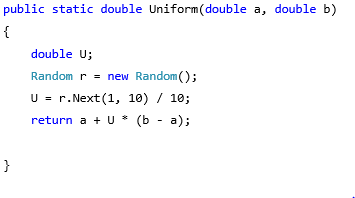 public static double Uniform(double a, double b)
{
double U;
Random r = new Random();
U = r.Next(1, 10) / 10;
return a + U * (b - a);
}